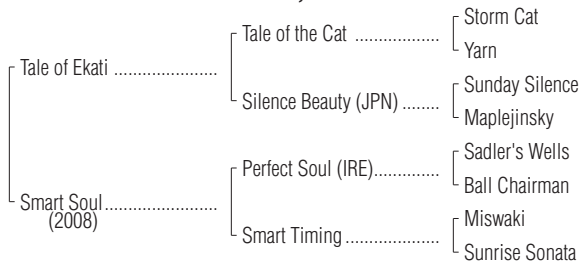 Storm Cat
Tale of the Cat ..................
Yarn
Tale of Ekati ......................
Sunday Silence
Silence Beauty (JPN) ........
Maplejinsky
Sadler's Wells
Perfect Soul (IRE)..............
Ball Chairman
Smart Soul ........................
(2008)
Miswaki
Smart Timing ....................
Sunrise Sonata